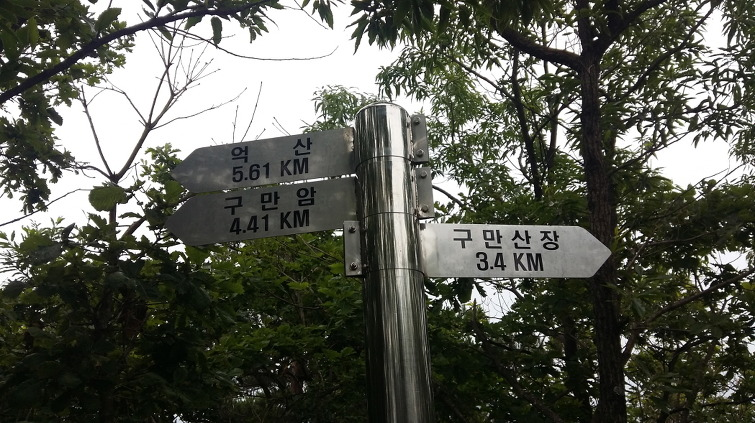 억 산
5.61 KM
구 만 암
4.41 KM
구 만 산 장
3.4 KM